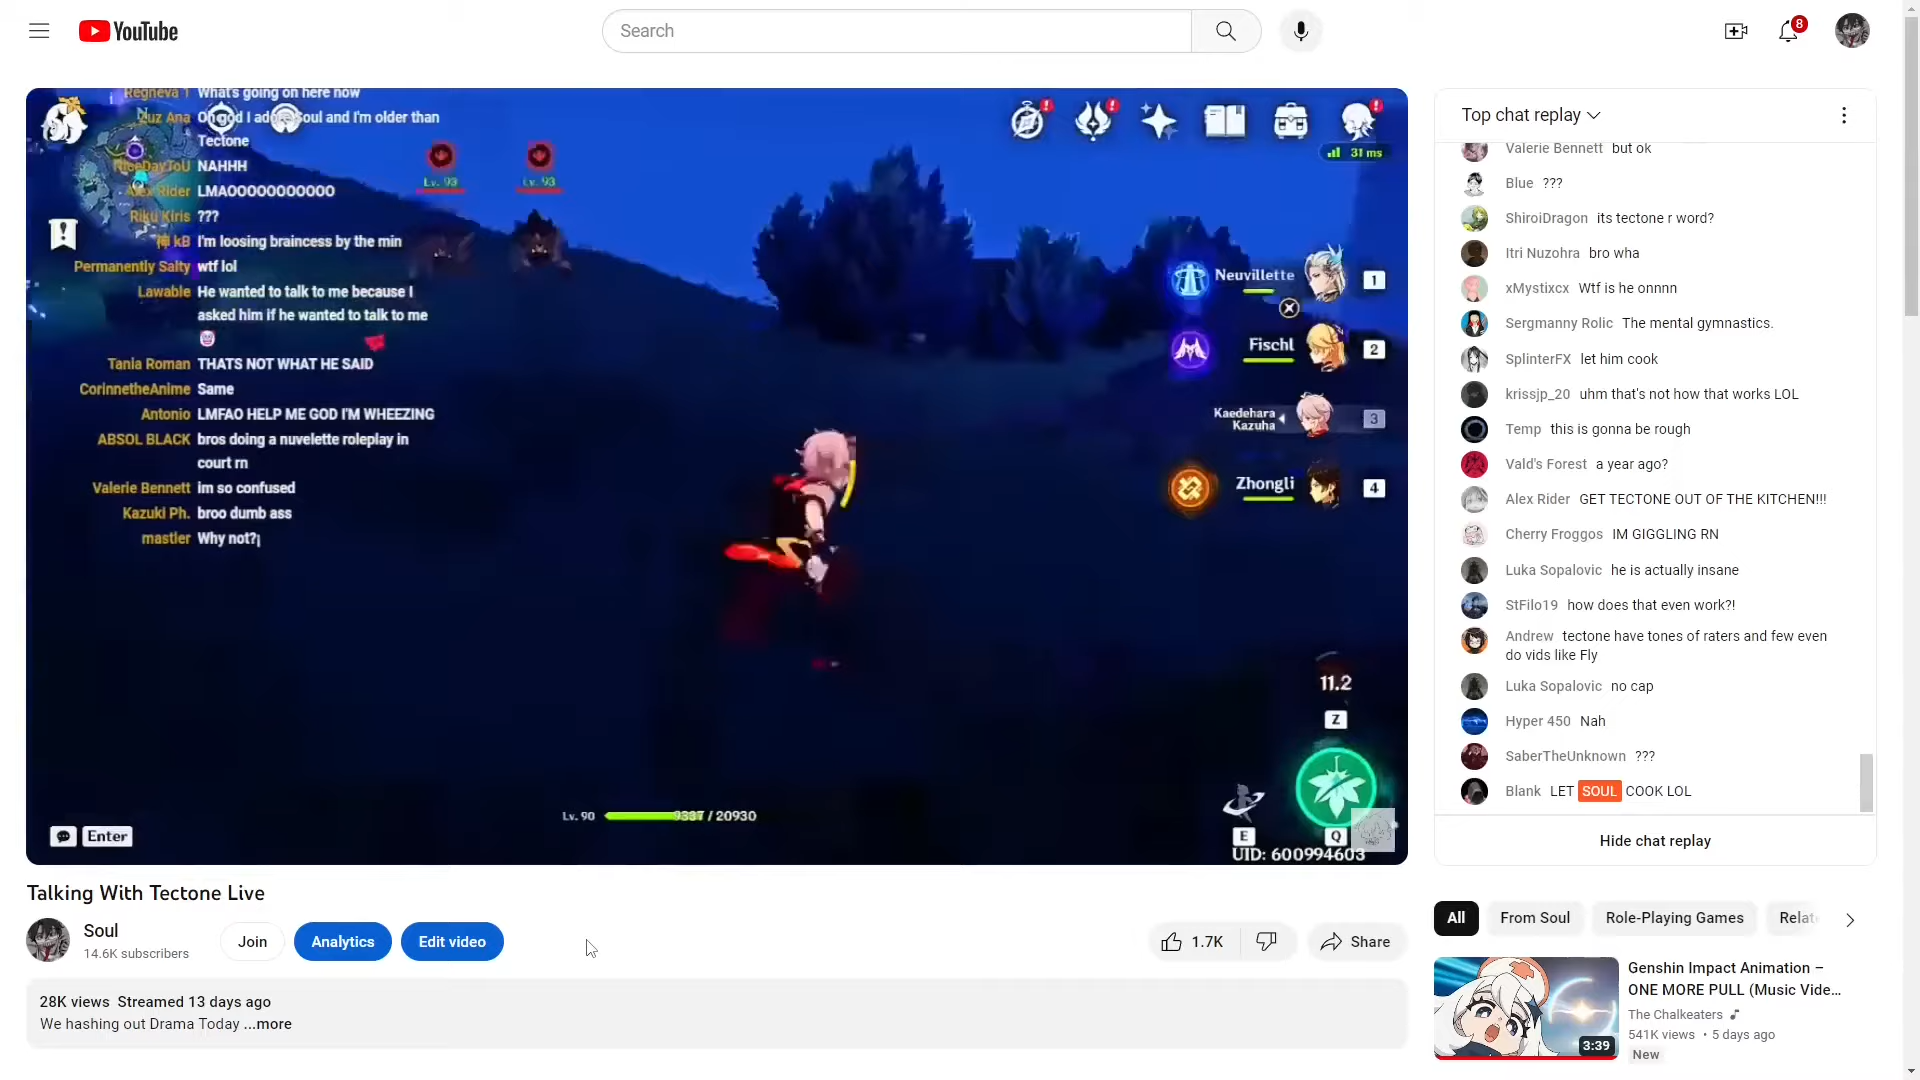 YouTube
Search
8
Regneva 1 What's going on here now
Zuz Ana Oh god I adore Soul and I'm older than
Tectone
NiceDayToU NAHHH
Alex Rider LMAOOOOOOOOOOO
Riku Kiris ???
神 kB I'm loosing braincess by the min
Permanently Salty wtf lol
Lawable He wanted to talk to me because I
asked him if he wanted to talk to me
Tania Roman THATS NOT WHAT HE SAID
CorinnetheAnime Same
Antonio LMFAO HELP ME GOD I'M WHEEZING
ABSOL BLACK bros doing a nuvelette roleplay in
court rn
Valerie Bennett im so confused
Kazuki Ph. broo dumb ass
mastler Why not?¡
Lv. 93 Lv. 93
31 ms
Neuvillette 1
Fischl 2
Kaedehara
Kazuha 3
Zhongli 4
11.2
Z
E Q
Lv. 90 9337 / 20930
Enter
UID: 600994603
Top chat replay
Valerie Bennett but ok
Blue ???
ShiroiDragon its tectone r word?
Itri Nuzohra bro wha
xMystixcx Wtf is he onnnn
Sergmanny Rolic The mental gymnastics.
SplinterFX let him cook
krissjp_20 uhm that's not how that works LOL
Temp this is gonna be rough
Vald's Forest a year ago?
Alex Rider GET TECTONE OUT OF THE KITCHEN!!!
Cherry Froggos IM GIGGLING RN
Luka Sopalovic he is actually insane
StFilo19 how does that even work?!
Andrew tectone have tones of raters and few even
do vids like Fly
Luka Sopalovic no cap
Hyper 450 Nah
SaberTheUnknown ???
Blank LET SOUL COOK LOL
Hide chat replay
Talking With Tectone Live
Soul
14.6K subscribers
Join Analytics Edit video
1.7K Share
28K views Streamed 13 days ago
We hashing out Drama Today ...more
All From Soul Role-Playing Games Relat
Genshin Impact Animation –
ONE MORE PULL (Music Vide...
The Chalkeaters
541K views • 5 days ago
New
3:39